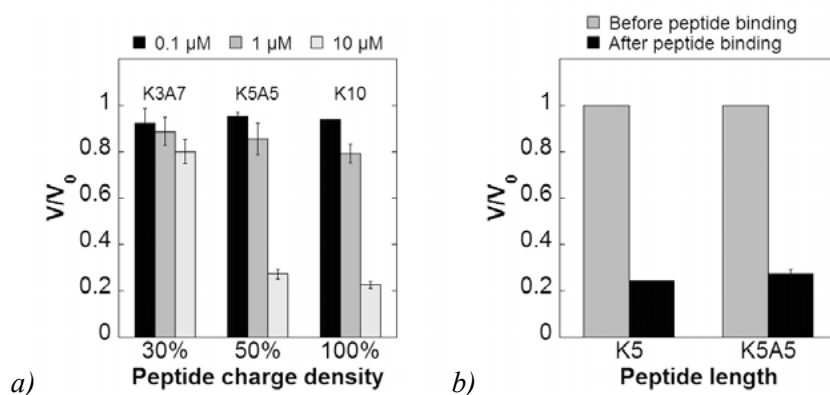 0.1 µM 1 µM 10 µM
K3A7 K5A5 K10
1
0.8
0.6
0.4
0.2
0
V/V0
30% 50% 100%
Peptide charge density
a)
Before peptide binding
After peptide binding
1
0.8
0.6
0.4
0.2
0
V/V0
K5 K5A5
Peptide length
b)